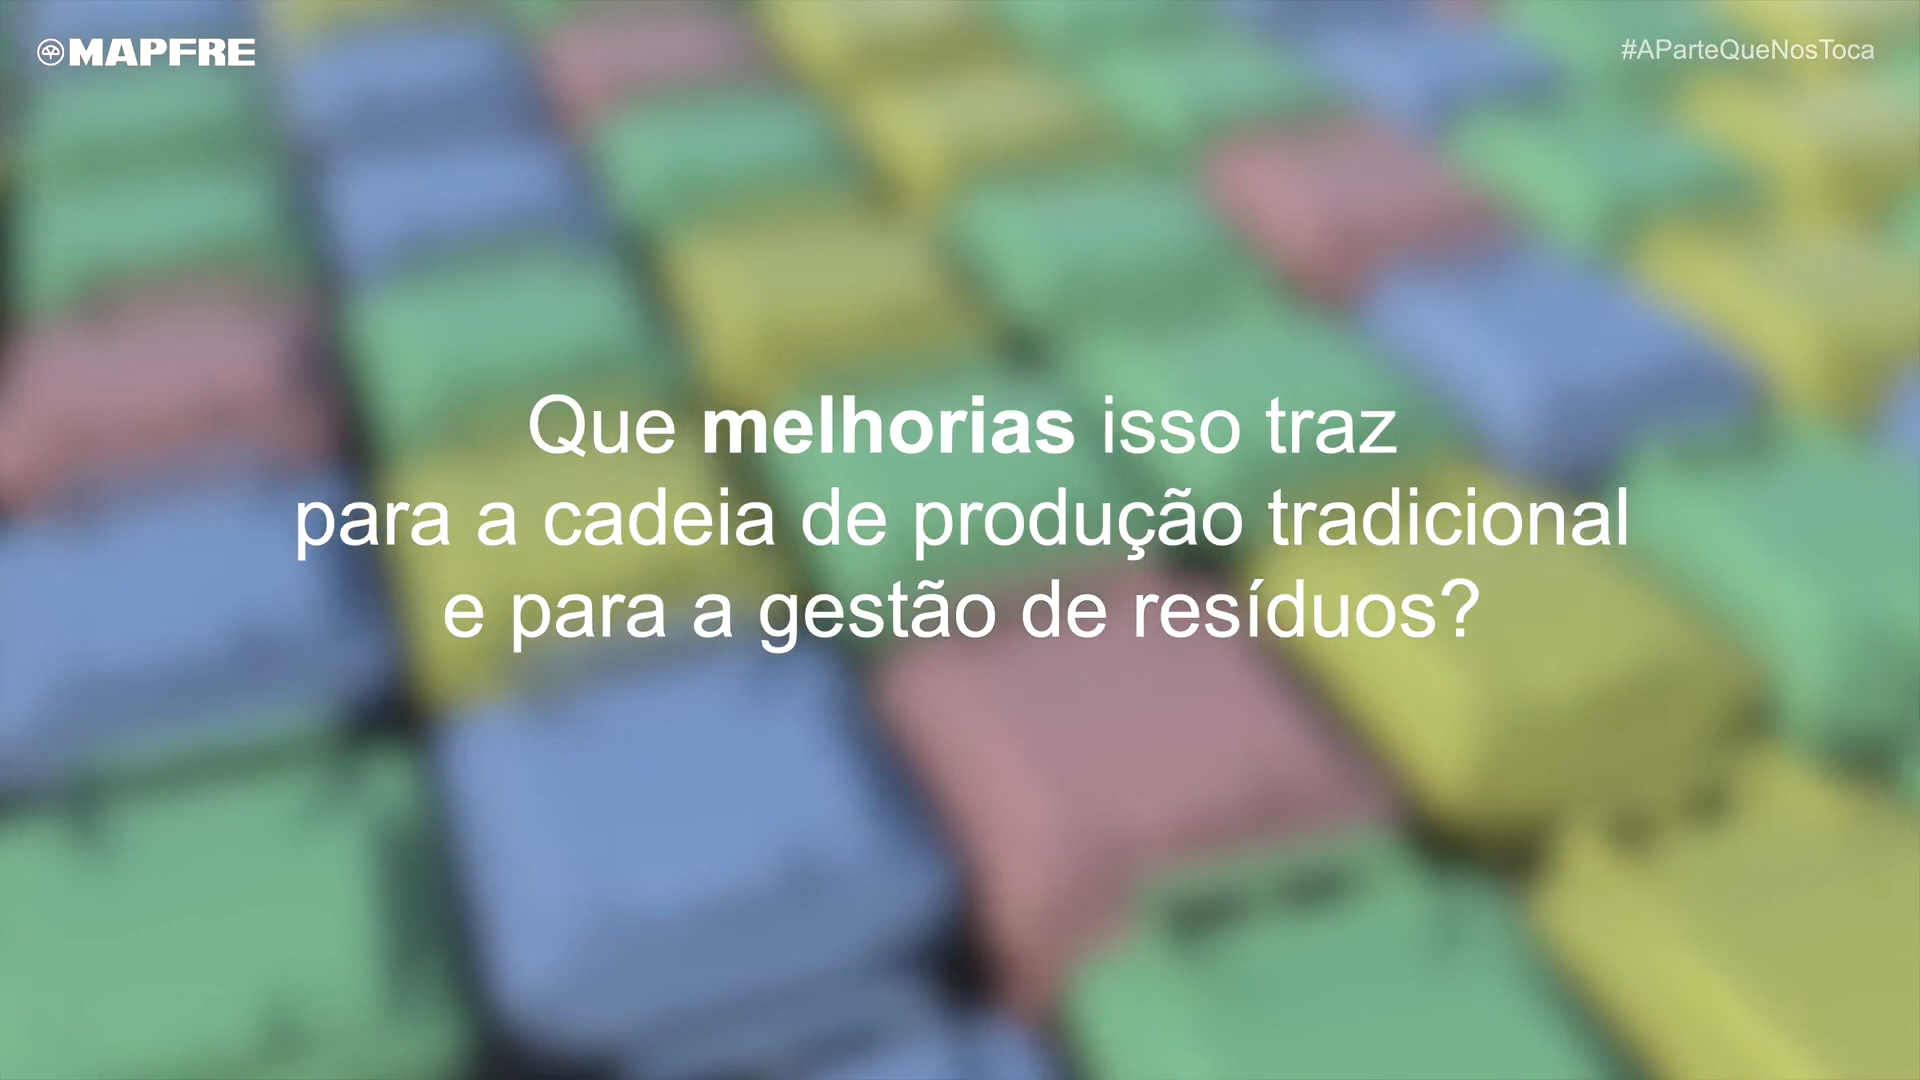 MAPFRE
#AParteQueNosToca
Que melhorias isso traz
para a cadeia de produção tradicional
e para a gestão de resíduos?